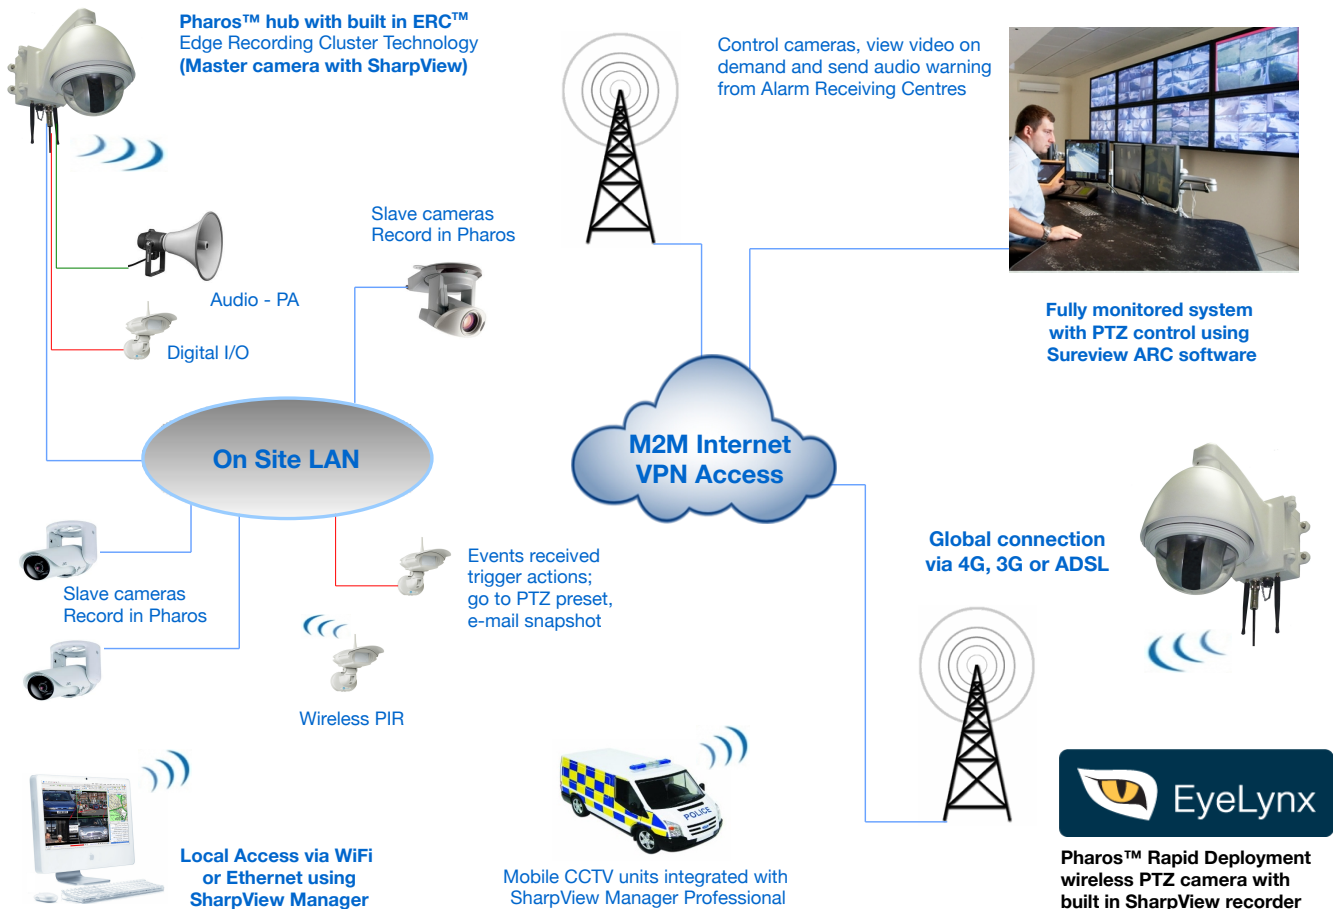 Pharos™ hub with built in ERC™
Edge Recording Cluster Technology
(Master camera with SharpView)
Control cameras, view video on
demand and send audio warning
from Alarm Receiving Centres
Slave cameras
Record in Pharos
Audio - PA
Digital I/O
Fully monitored system
with PTZ control using
Sureview ARC software
On Site LAN
M2M Internet
VPN Access
Global connection
via 4G, 3G or ADSL
Events received
trigger actions;
go to PTZ preset,
e-mail snapshot
Slave cameras
Record in Pharos
Wireless PIR
POLICE
EyeLynx
Local Access via WiFi
or Ethernet using
SharpView Manager
Mobile CCTV units integrated with
SharpView Manager Professional
Pharos™ Rapid Deployment
wireless PTZ camera with
built in SharpView recorder